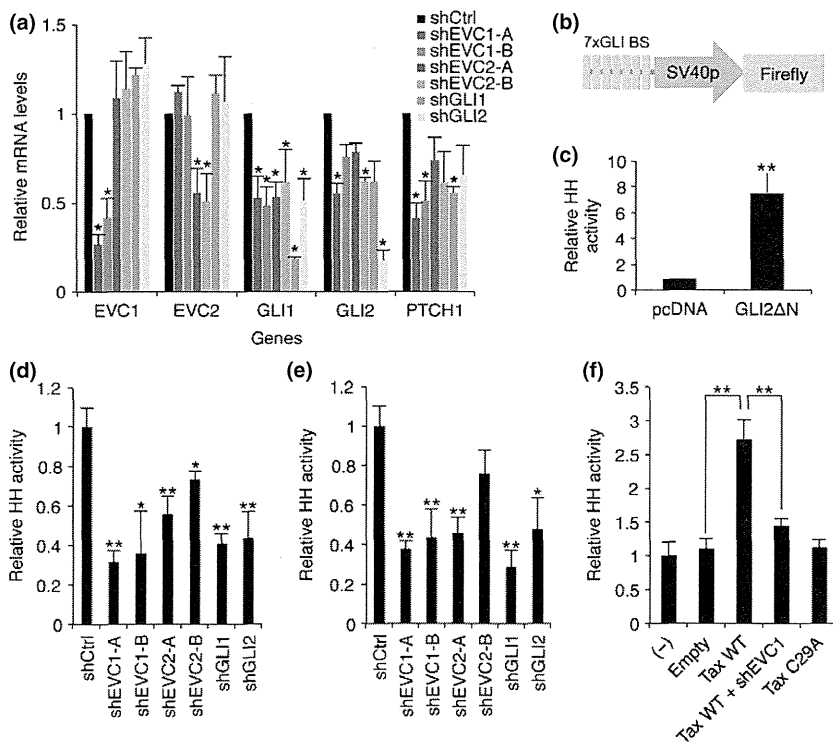 (a)
Relative mRNA levels
1.5
1
0.5
0
* * * * * * * * * * * * * * *
EVC1 EVC2 GLI1 GLI2 PTCH1
Genes
shCtrl
shEVC1-A
shEVC1-B
shEVC2-A
shEVC2-B
shGLI1
shGLI2
(b)
7xGLI BS
SV40p
Firefly
(c)
Relative HH
activity
10
8
6
4
2
0
**
pcDNA GLI2ΔN
(d)
Relative HH activity
1.2
1
0.8
0.6
0.4
0.2
0
** * ** * ** **
shCtrl
shEVC1-A
shEVC1-B
shEVC2-A
shEVC2-B
shGLI1
shGLI2
(e)
Relative HH activity
1.2
1
0.8
0.6
0.4
0.2
0
** ** ** ** *
shCtrl
shEVC1-A
shEVC1-B
shEVC2-A
shEVC2-B
shGLI1
shGLI2
(f)
Relative HH activity
3.5
3
2.5
2
1.5
1
0.5
0
** **
(−)
Empty
Tax WT
Tax WT + shEVC1
Tax C29A